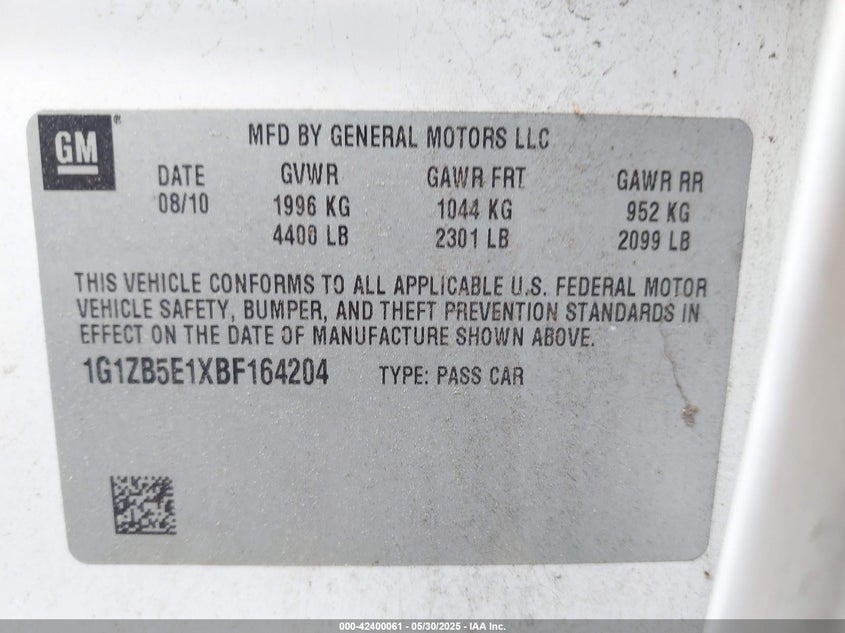 GM®
MFD BY GENERAL MOTORS LLC
DATE GVWR GAWR FRT GAWR RR
08/10 1996 KG 1044 KG 952 KG
4400 LB 2301 LB 2099 LB
THIS VEHICLE CONFORMS TO ALL APPLICABLE U.S. FEDERAL MOTOR
VEHICLE SAFETY, BUMPER, AND THEFT PREVENTION STANDARDS IN
EFFECT ON THE DATE OF MANUFACTURE SHOWN ABOVE.
1G1ZB5E1XBF164204 TYPE: PASS CAR
000-42400061 - 05/30/2025 - IAA Inc.